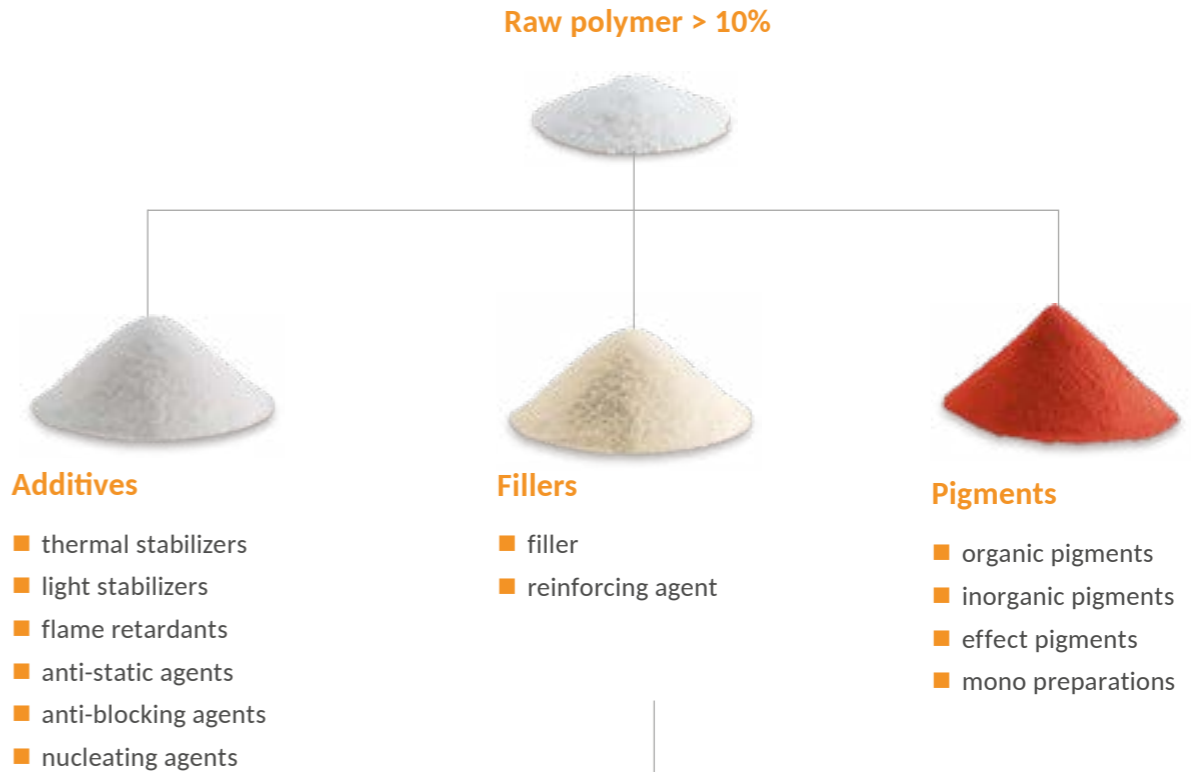 Raw polymer > 10%
Additives
thermal stabilizers
light stabilizers
flame retardants
anti-static agents
anti-blocking agents
nucleating agents
Fillers
filler
reinforcing agent
Pigments
organic pigments
inorganic pigments
effect pigments
mono preparations